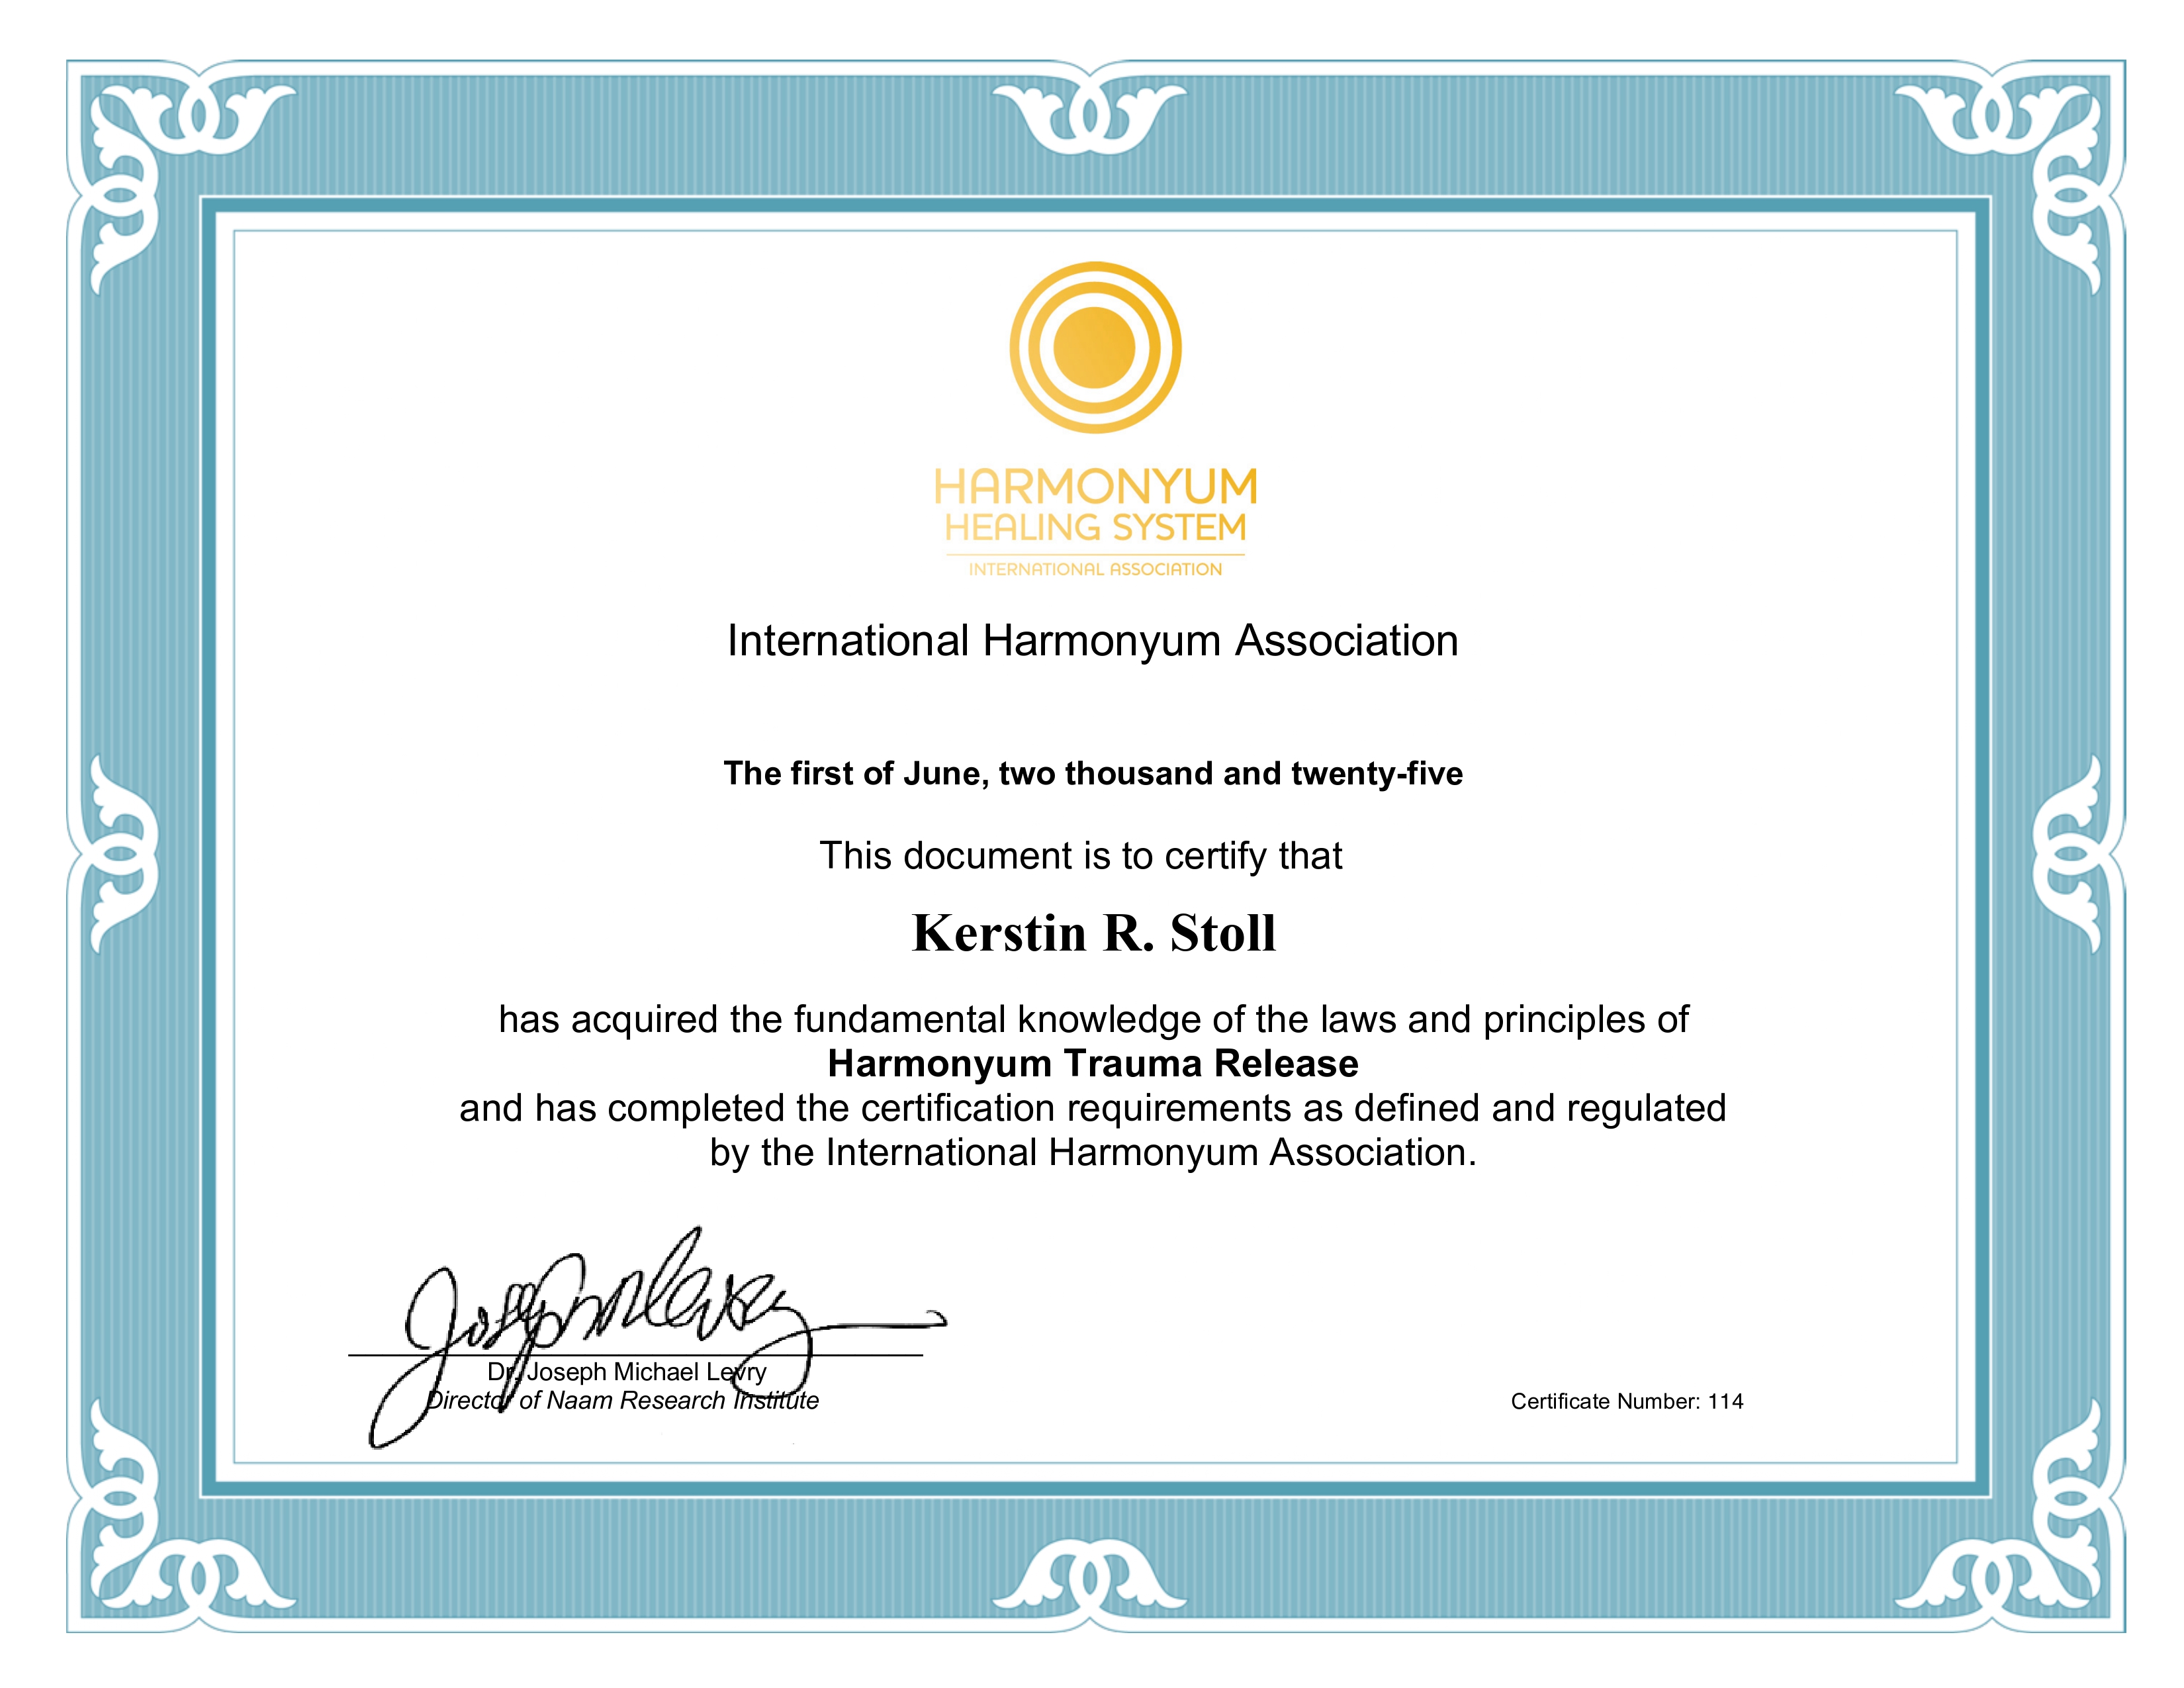 HARMONYUM
HEALING SYSTEM
INTERNATIONAL ASSOCIATION
International Harmonyum Association
The first of June, two thousand and twenty-five
This document is to certify that
Kerstin R. Stoll
has acquired the fundamental knowledge of the laws and principles of
Harmonyum Trauma Release
and has completed the certification requirements as defined and regulated
by the International Harmonyum Association.
Dr. Joseph Michael Levry
Director of Naam Research Institute
Certificate Number: 114